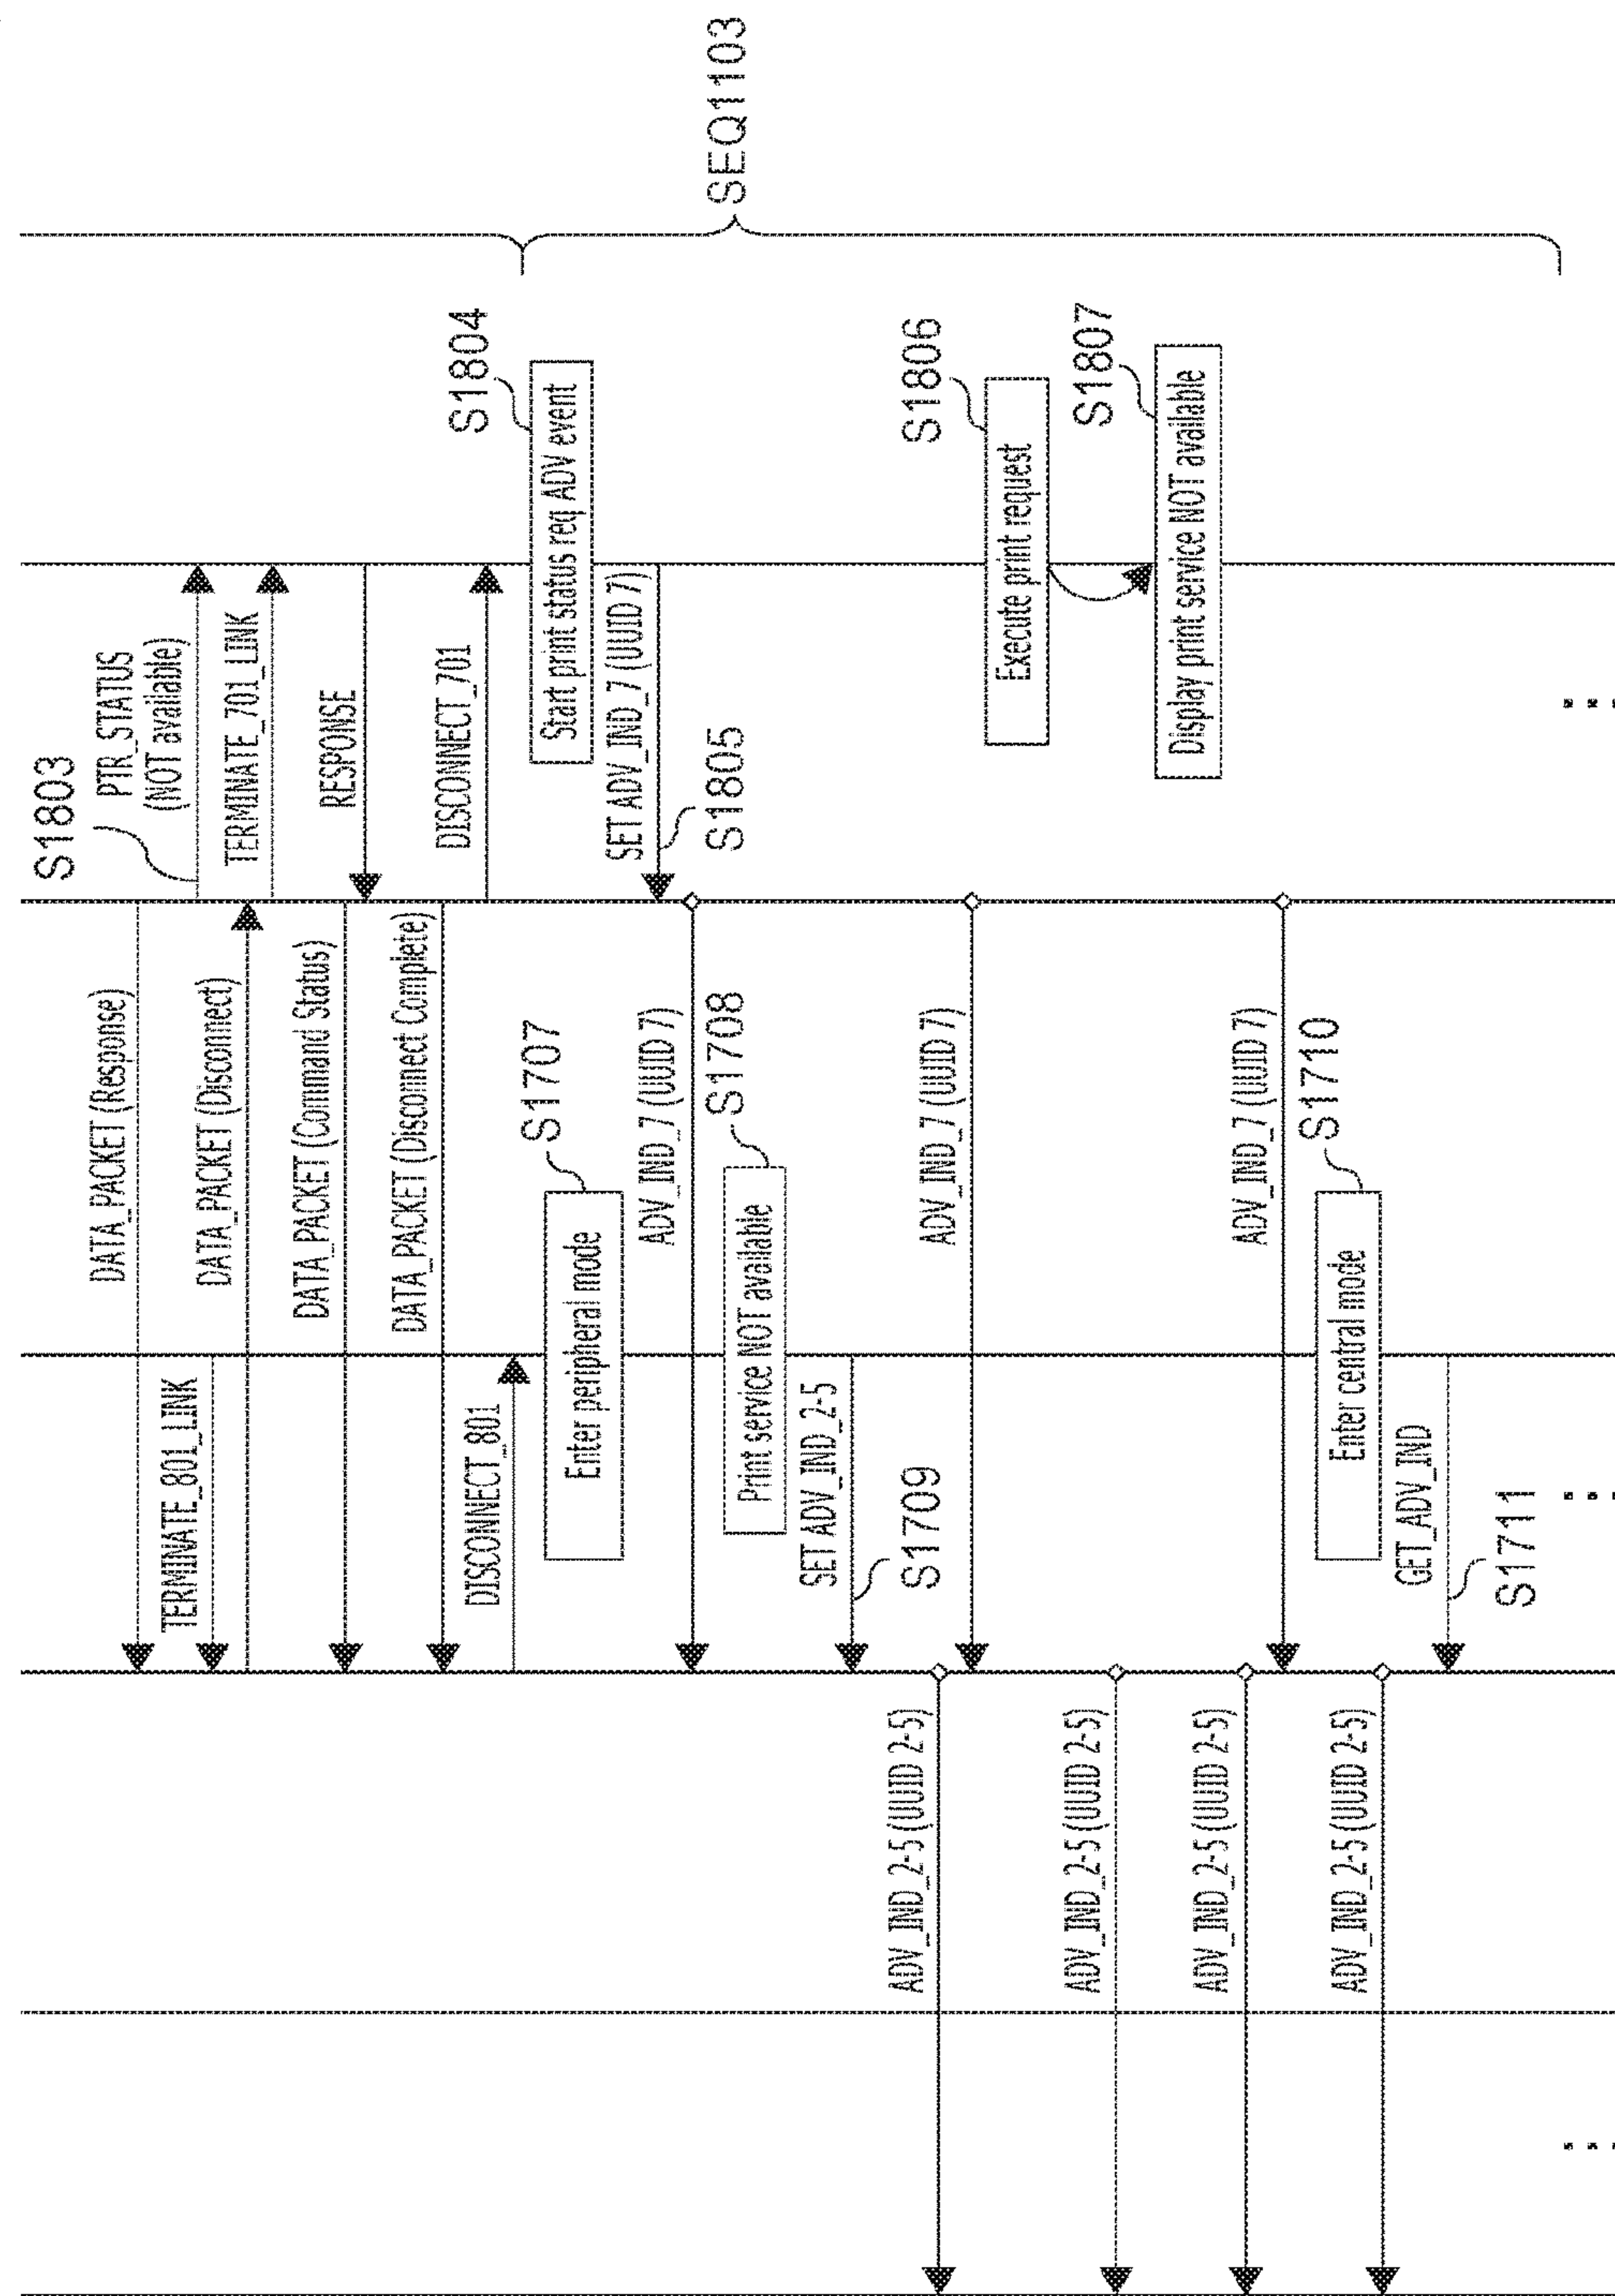 S1803
PTR_STATUS
(NOT available)
DATA_PACKET (Response)
TERMINATE_801_LINK
TERMINATE_701_LINK
DATA_PACKET (Disconnect)
DATA_PACKET (Command Status)
RESPONSE
DATA_PACKET (Disconnect Complete)
DISCONNECT_701
DISCONNECT_801
S1804
Start print status req ADV event
S1707
Enter peripheral mode
SET ADV_IND_7 (UUID 7)
S1805
ADV_IND_7 (UUID 7)
SEQ1103
S1708
Print service NOT available
SET ADV_IND_2-5
S1709
ADV_IND_2-5 (UUID 2-5)
ADV_IND_7 (UUID 7)
S1806
Execute print request
S1807
Display print service NOT available
ADV_IND_2-5 (UUID 2-5)
ADV_IND_2-5 (UUID 2-5)
ADV_IND_7 (UUID 7)
S1710
Enter central mode
ADV_IND_2-5 (UUID 2-5)
GET_ADV_IND
S1711